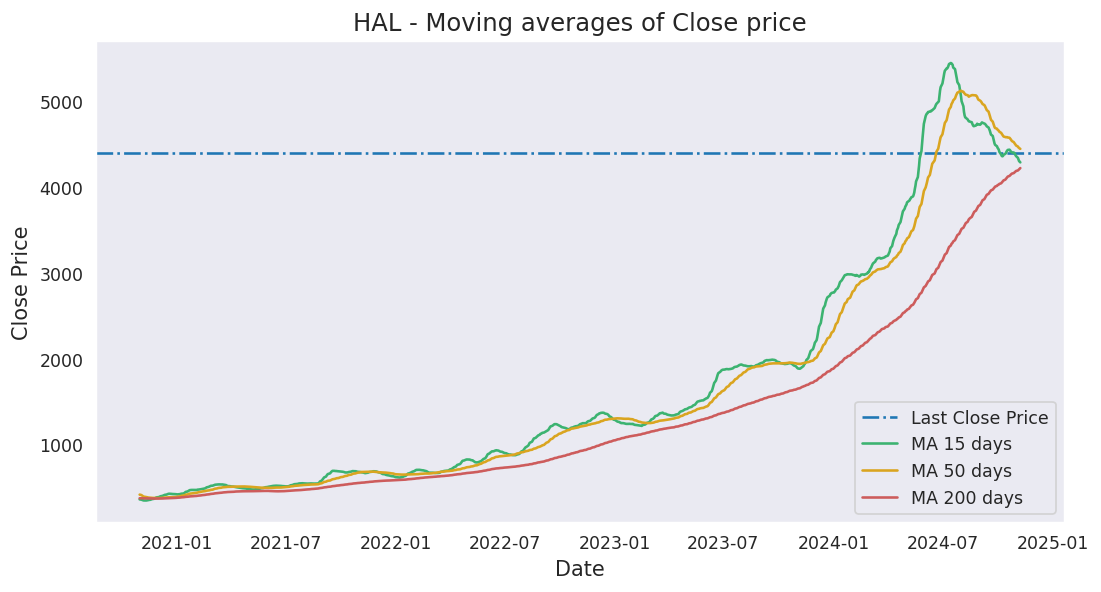 HAL - Moving averages of Close price
Close Price
5000
4000
3000
2000
1000
Last Close Price
MA 15 days
MA 50 days
MA 200 days
2021-01 2021-07 2022-01 2022-07 2023-01 2023-07 2024-01 2024-07 2025-01
Date